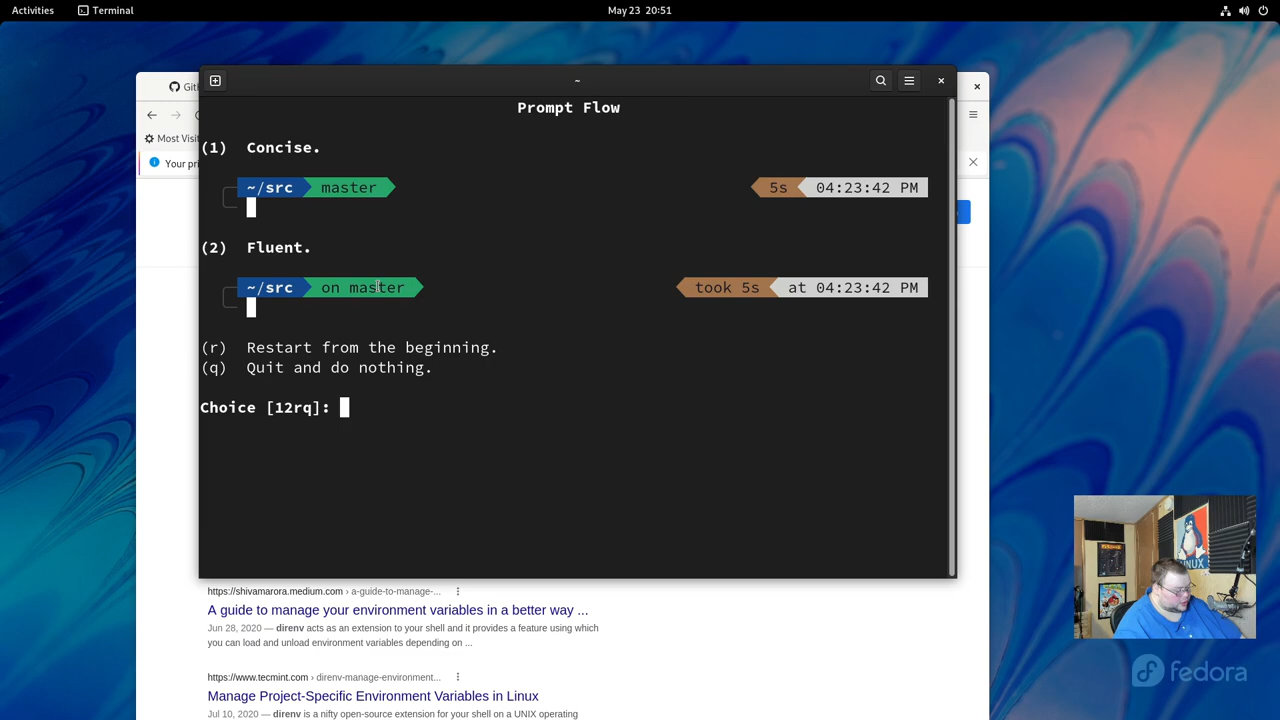 Activities Terminal May 23 20:51
~
Prompt Flow
(1) Concise.
~/src master 5s 04:23:42 PM
(2) Fluent.
~/src on master took 5s at 04:23:42 PM
(r) Restart from the beginning.
(q) Quit and do nothing.
Choice [12rq]:
Most Visit
Your pri
https://shivamarora.medium.com › a-guide-to-manage-...
A guide to manage your environment variables in a better way ...
Jun 28, 2020 — direnv acts as an extension to your shell and it provides a feature using which
you can load and unload environment variables depending on ...
https://www.tecmint.com › direnv-manage-environment...
Manage Project-Specific Environment Variables in Linux
Jul 10, 2020 — direnv is a nifty open-source extension for your shell on a UNIX operating
LINUX
fedora